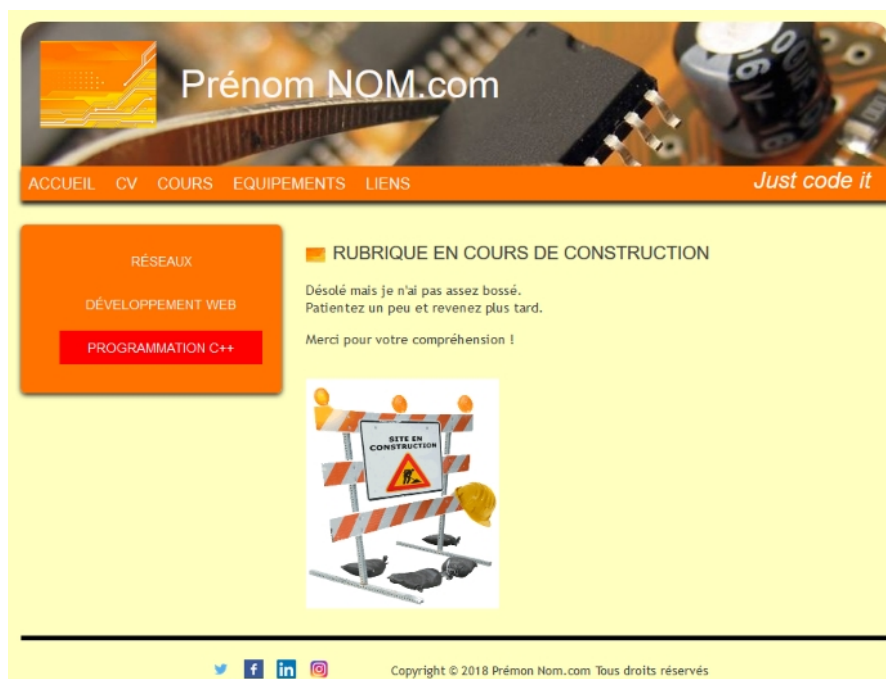 Prénom NOM.com
ACCUEIL CV COURS EQUIPEMENTS LIENS Just code it
RÉSEAUX
DÉVELOPPEMENT WEB
PROGRAMMATION C++
RUBRIQUE EN COURS DE CONSTRUCTION
Désolé mais je n'ai pas assez bossé.
Patientez un peu et revenez plus tard.
Merci pour votre compréhension !
SITE EN
CONSTRUCTION
Copyright © 2018 Prémon Nom.com Tous droits réservés